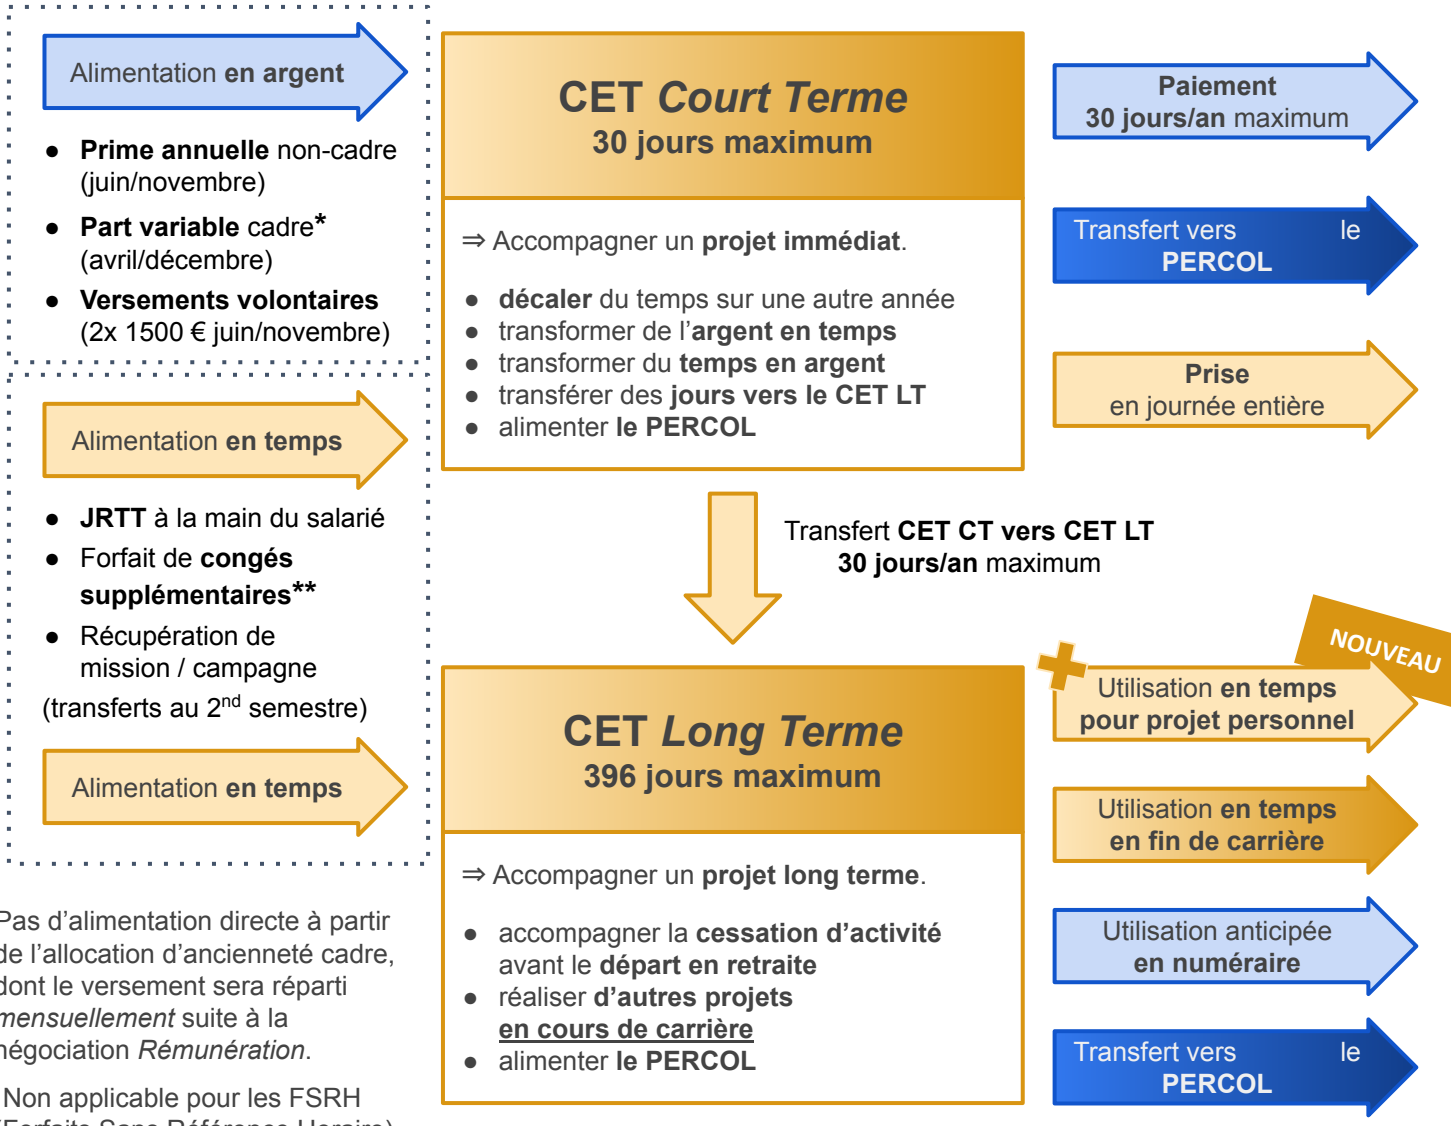 Alimentation en argent
● Prime annuelle non-cadre
(juin/novembre)
● Part variable cadre*
(avril/décembre)
● Versements volontaires
(2x 1500 € juin/novembre)
Alimentation en temps
● JRTT à la main du salarié
● Forfait de congés
supplémentaires**
● Récupération de
mission / campagne
(transferts au 2nd semestre)
Alimentation en temps
Pas d’alimentation directe à partir
de l’allocation d’ancienneté cadre,
dont le versement sera réparti
mensuellement suite à la
négociation Rémunération.
Non applicable pour les FSRH
(Forfaits Sans Référence Horaire)
CET Court Terme
30 jours maximum
⇒ Accompagner un projet immédiat.
● décaler du temps sur une autre année
● transformer de l’argent en temps
● transformer du temps en argent
● transférer des jours vers le CET LT
● alimenter le PERCOL
Transfert CET CT vers CET LT
30 jours/an maximum
CET Long Terme
396 jours maximum
⇒ Accompagner un projet long terme.
● accompagner la cessation d’activité
avant le départ en retraite
● réaliser d’autres projets
en cours de carrière
● alimenter le PERCOL
Paiement
30 jours/an maximum
Transfert vers le
PERCOL
Prise
en journée entière
NOUVEAU
Utilisation en temps
pour projet personnel
Utilisation en temps
en fin de carrière
Utilisation anticipée
en numéraire
Transfert vers le
PERCOL